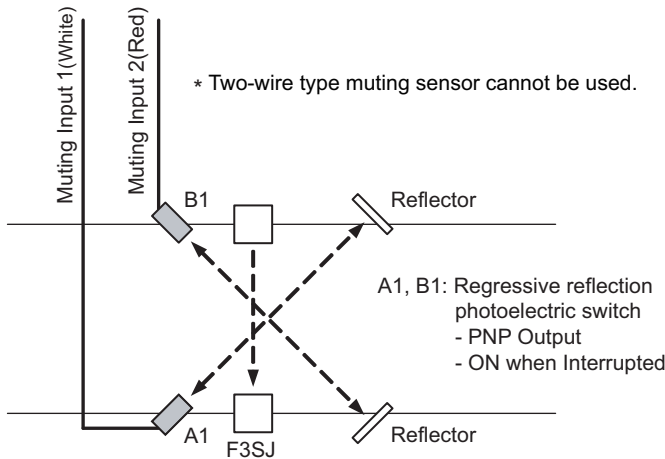 Muting Input 1(White)
Muting Input 2(Red)
* Two-wire type muting sensor cannot be used.
B1
Reflector
A1, B1: Regressive reflection
photoelectric switch
- PNP Output
- ON when Interrupted
A1
F3SJ
Reflector